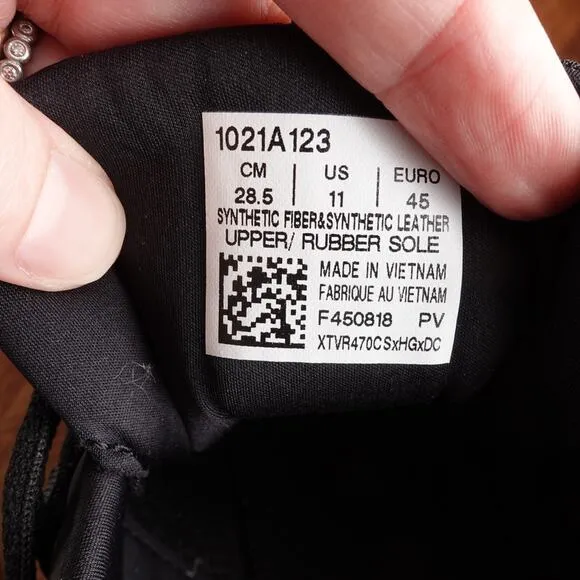 1021A123
CM | US | EURO
28.5 | 11 | 45
SYNTHETIC FIBER&SYNTHETIC LEATHER
UPPER/ RUBBER SOLE
MADE IN VIETNAM
FABRIQUE AU VIETNAM
F450818 PV
XTVR470CSxHGxDC